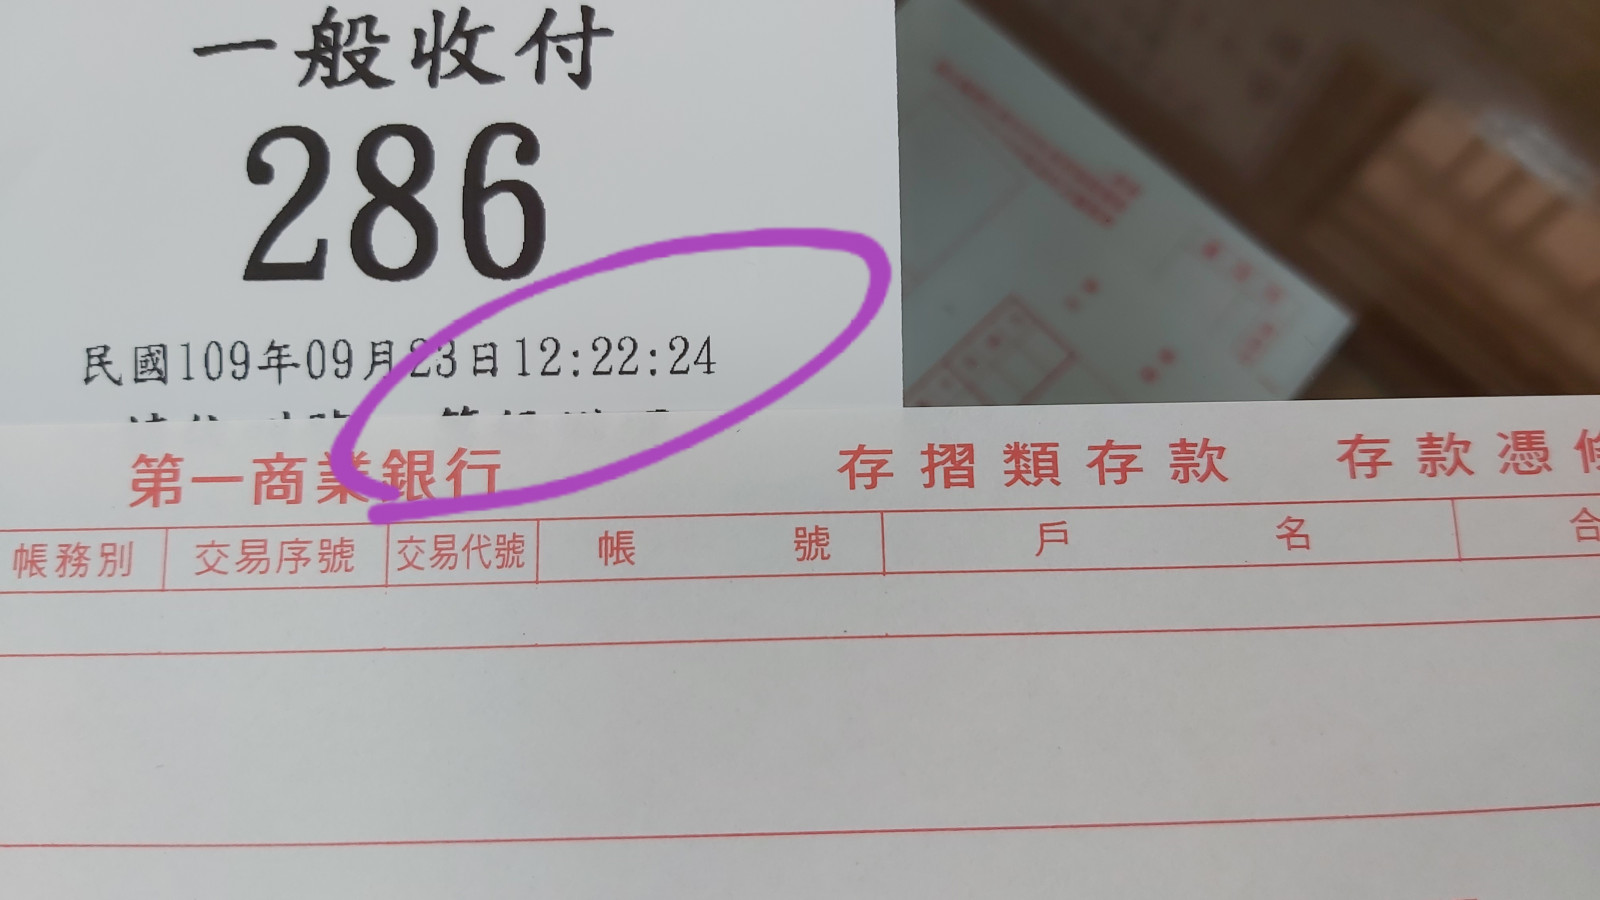 一般收付
286
民國109年09月23日12:22:24
第一商業銀行 存摺類存款 存款憑條
帳務別 交易序號 交易代號 帳號 戶名 合